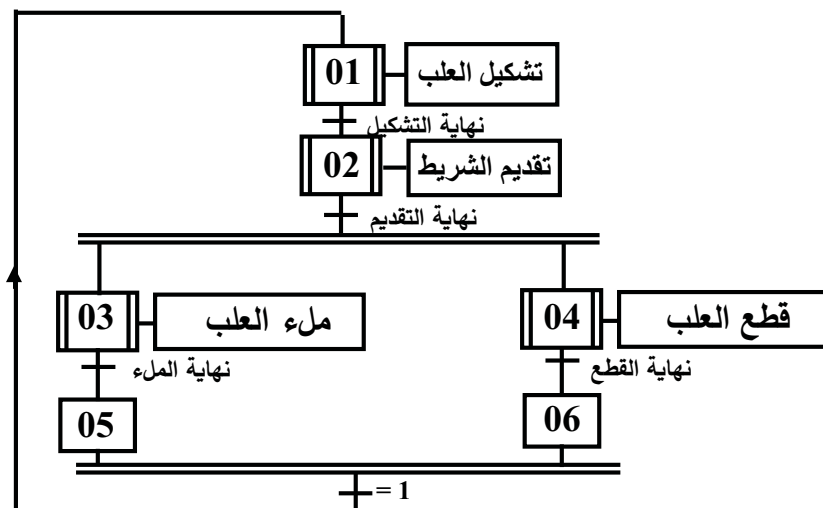 01 تشكيل العلب
نهاية التشكيل
02 تقديم الشريط
نهاية التقديم
03 ملء العلب
04 قطع العلب
نهاية الملء
نهاية القطع
05
06
= 1